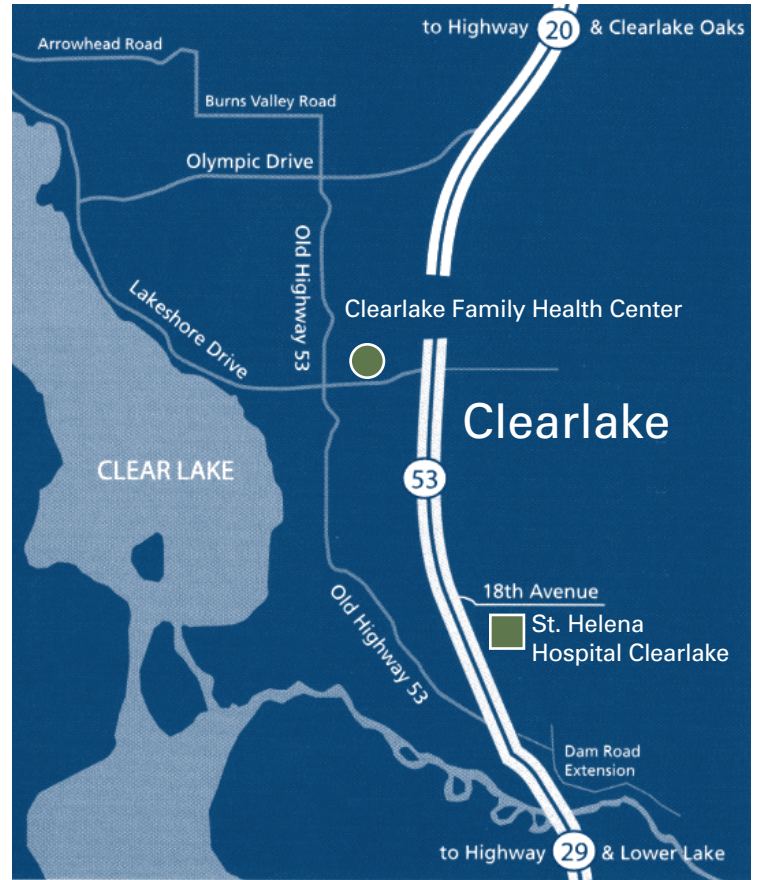 to Highway 20 & Clearlake Oaks
Arrowhead Road
Burns Valley Road
Olympic Drive
Old Highway 53
Lakeshore Drive
Clearlake Family Health Center
Clearlake
CLEAR LAKE
53
18th Avenue
St. Helena
Hospital Clearlake
Old Highway 53
Dam Road
Extension
to Highway 29 & Lower Lake